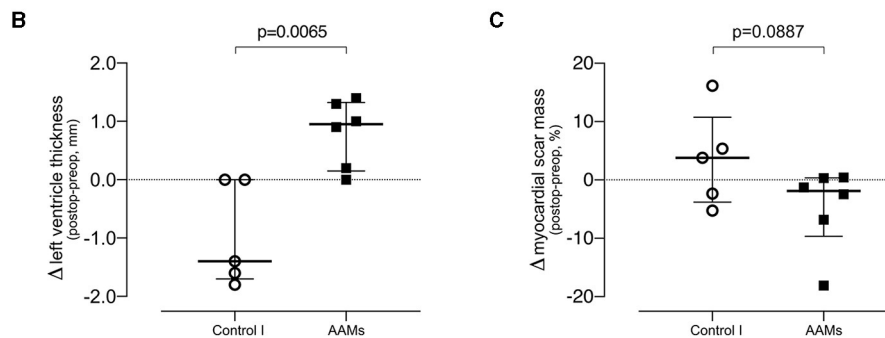 B
p=0.0065
Δ left ventricle thickness
(postop-preop, mm)
2.0
1.0
0.0
-1.0
-2.0
Control I
AAMs
C
p=0.0887
Δ myocardial scar mass
(postop-preop, %)
20
10
0
-10
-20
Control I
AAMs